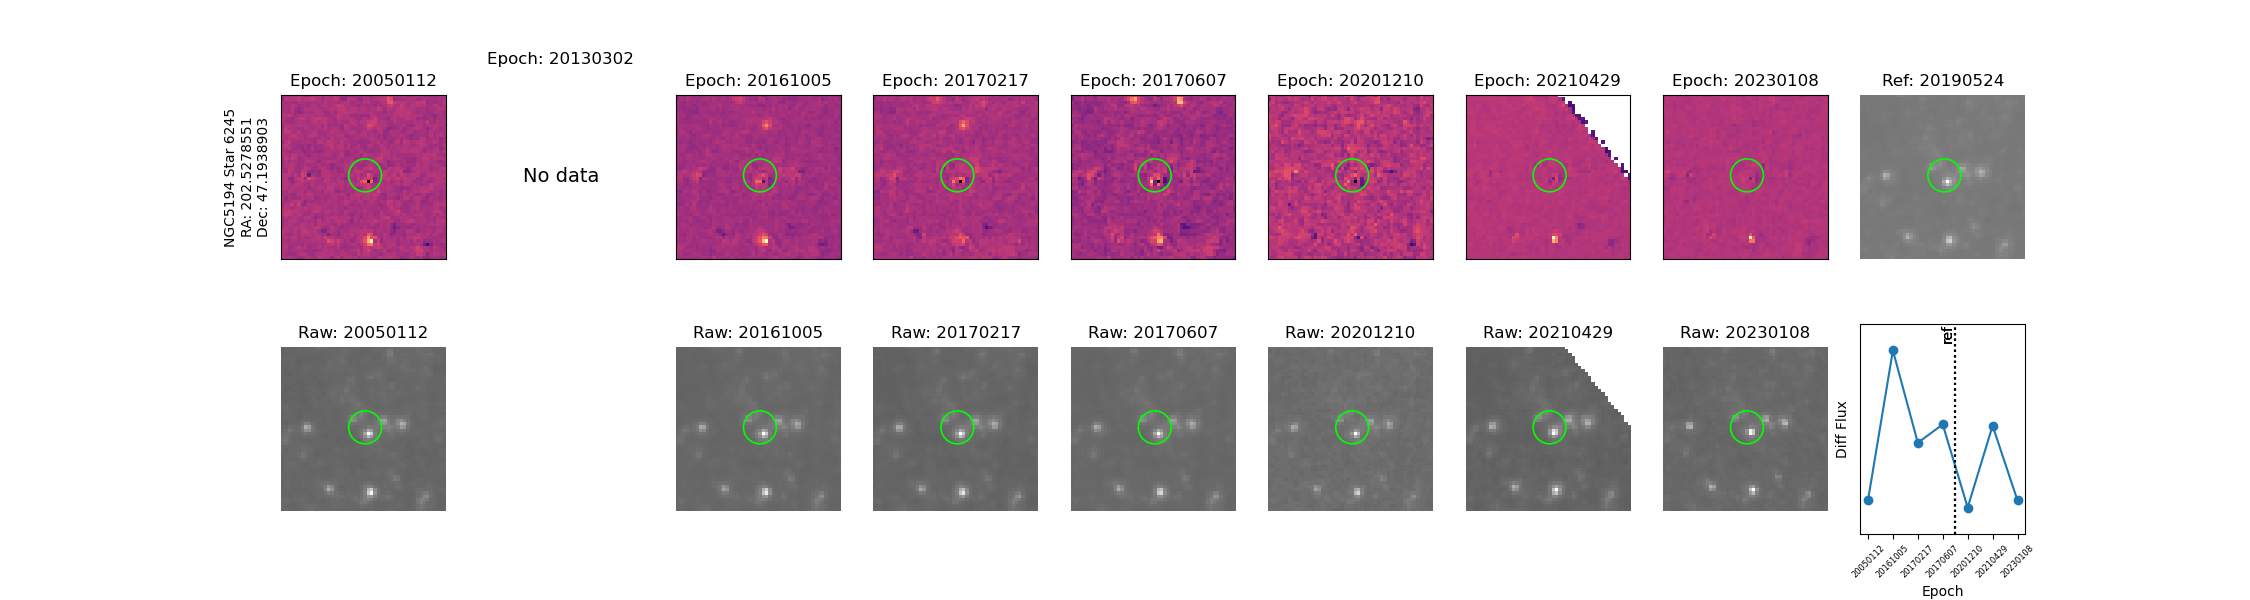 Epoch: 20130302
Epoch: 20050112
Epoch: 20161005
Epoch: 20170217
Epoch: 20170607
Epoch: 20201210
Epoch: 20210429
Epoch: 20230108
Ref: 20190524
NGC5194 Star 6245
RA: 202.5278551
Dec: 47.1938903
No data
Raw: 20050112
Raw: 20161005
Raw: 20170217
Raw: 20170607
Raw: 20201210
Raw: 20210429
Raw: 20230108
ref
Diff Flux
20050112
20161005
20170217
20170607
20201210
20210429
20230108
Epoch